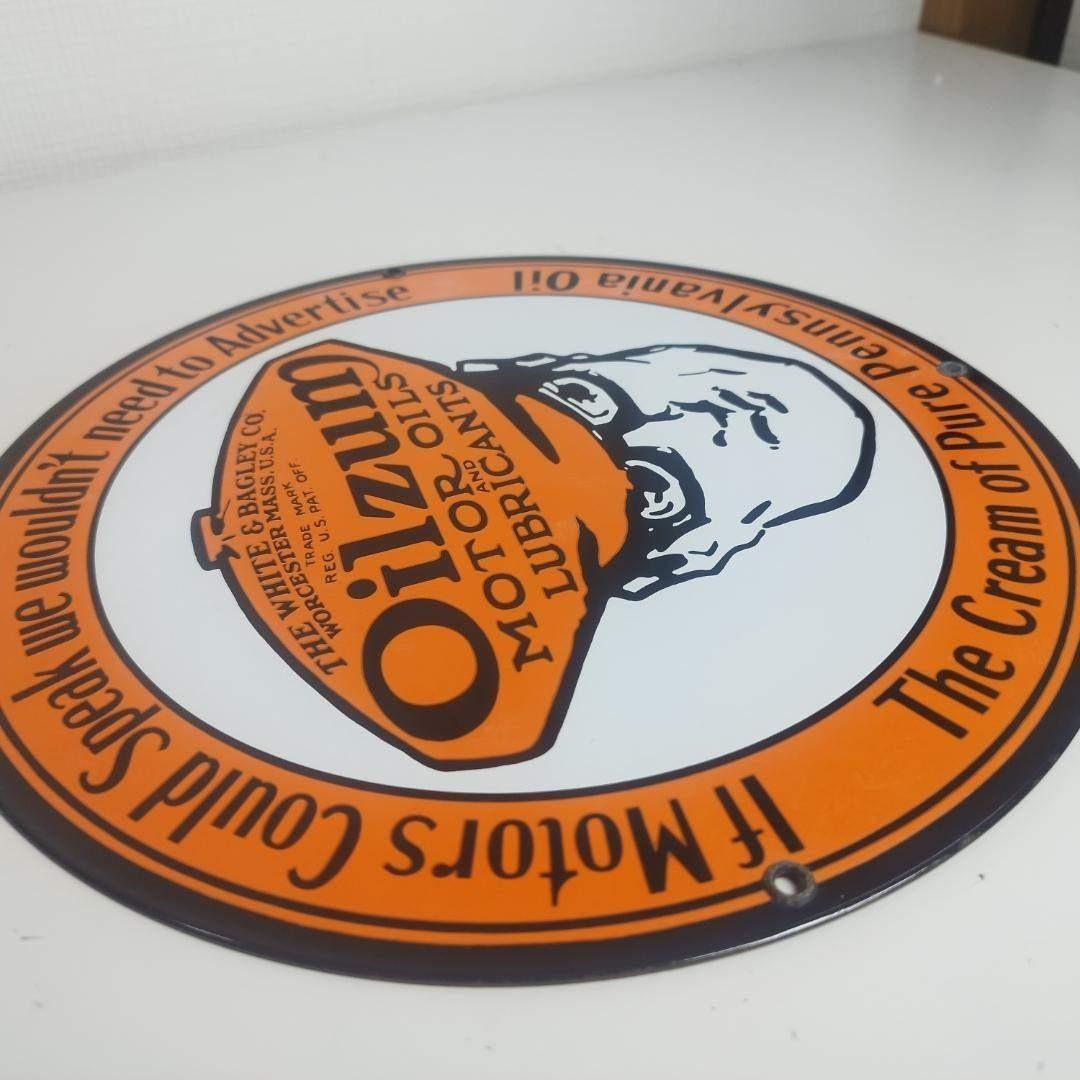 If Motors Could Speak we wouldn't need to Advertise
THE WHITE & BAGLEY CO.
WORCESTER MASS. U.S.A.
TRADE MARK
REG. U.S. PAT. OFF.
Oilzum
MOTOR OILS
AND
LUBRICANTS
The Cream of Pure Pennsylvania Oil